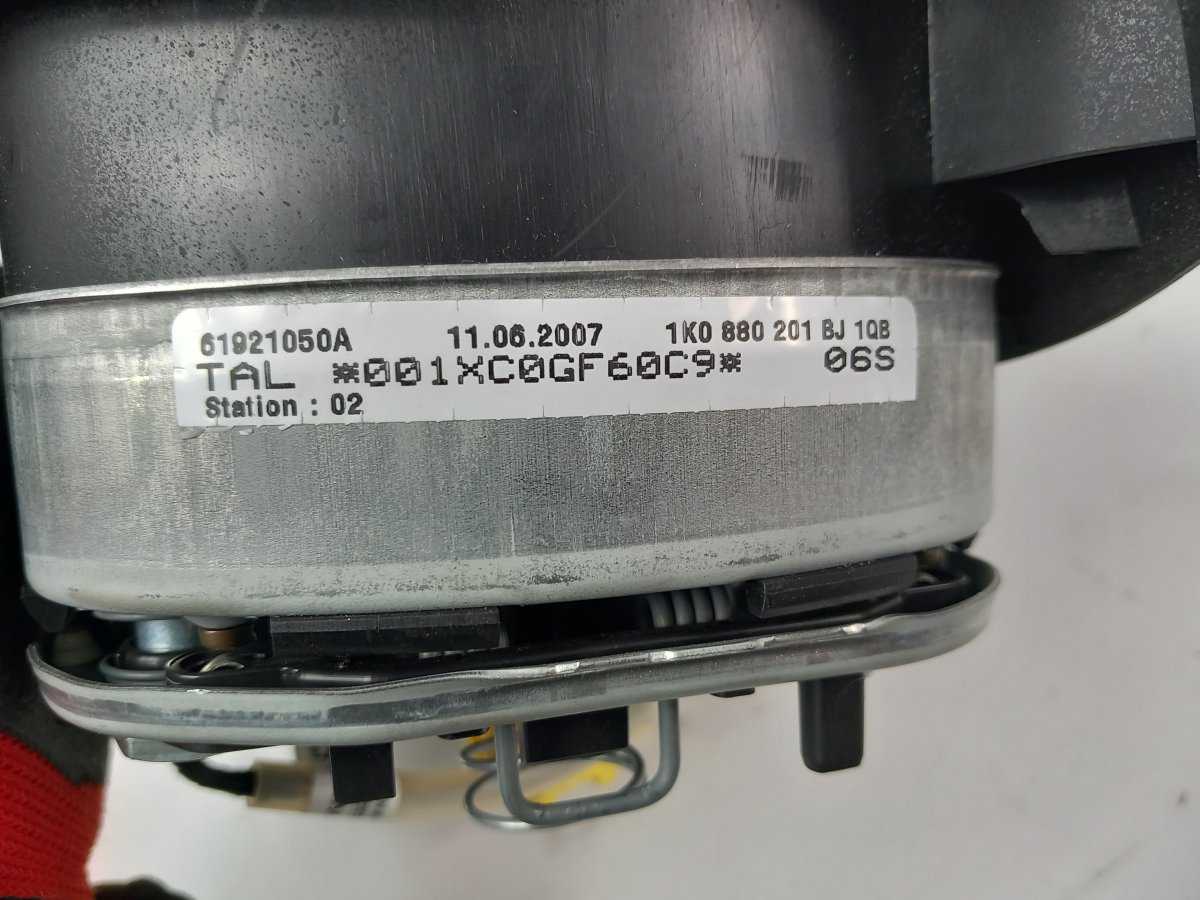 61921050A 11.06.2007 1K0 880 201 BJ 1QB
TAL *001XC0GF60C9* 06S
Station : 02